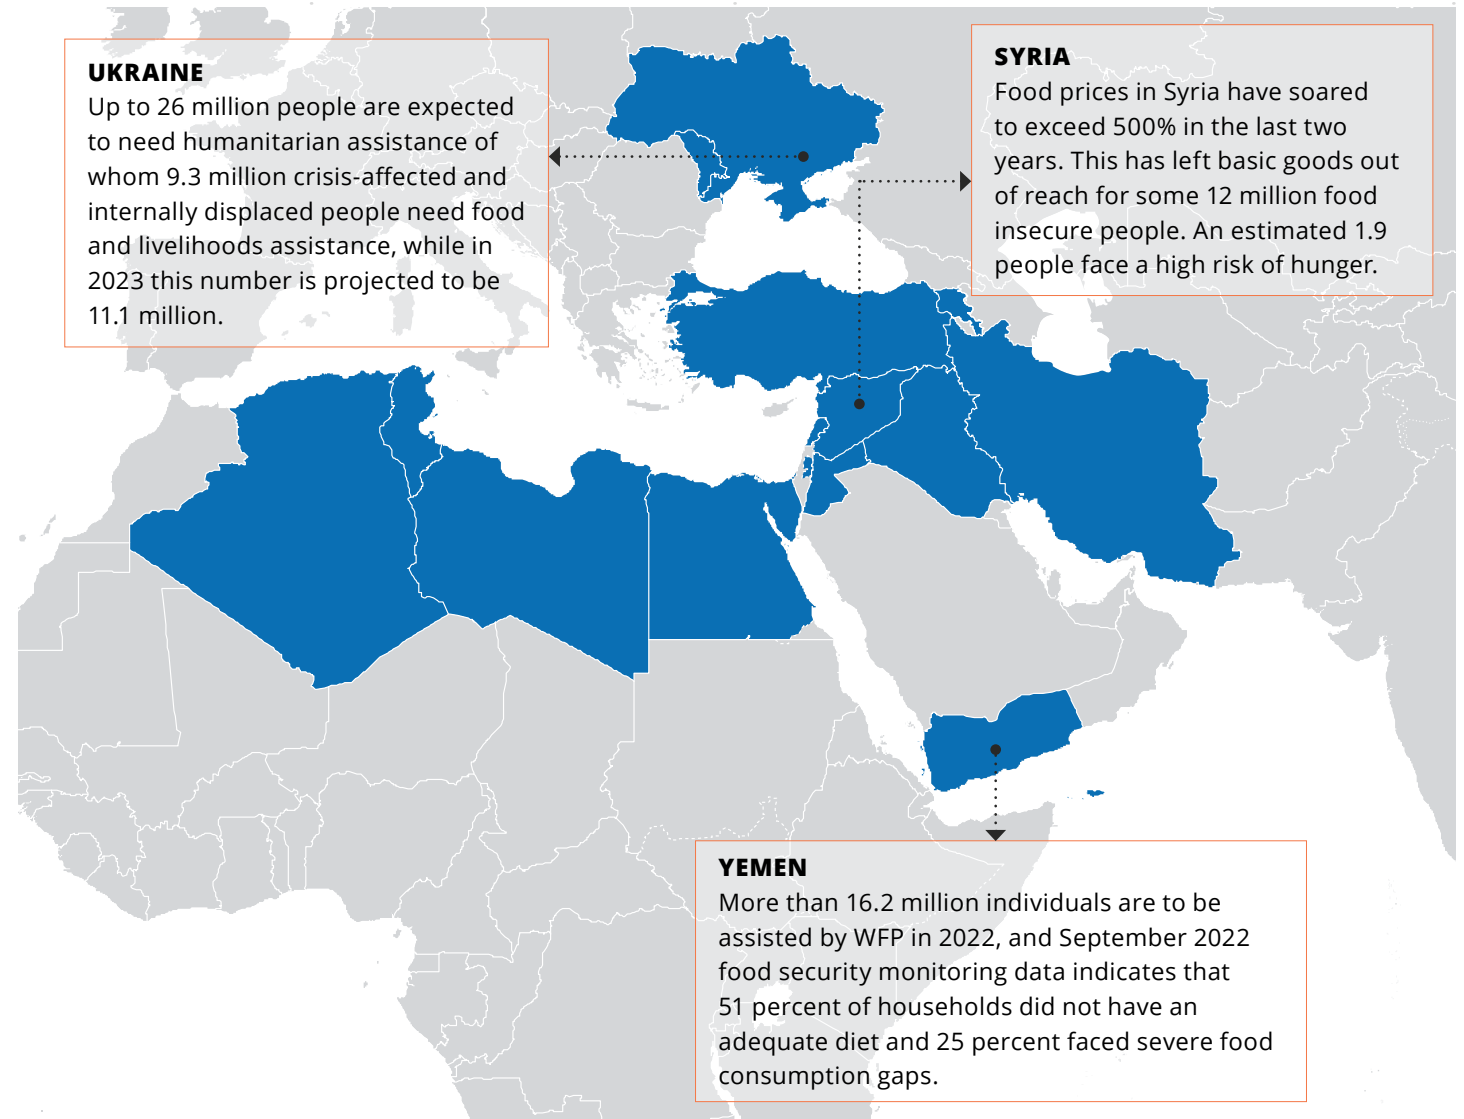 UKRAINE
Up to 26 million people are expected
to need humanitarian assistance of
whom 9.3 million crisis-affected and
internally displaced people need food
and livelihoods assistance, while in
2023 this number is projected to be
11.1 million.
SYRIA
Food prices in Syria have soared
to exceed 500% in the last two
years. This has left basic goods out
of reach for some 12 million food
insecure people. An estimated 1.9
people face a high risk of hunger.
YEMEN
More than 16.2 million individuals are to be
assisted by WFP in 2022, and September 2022
food security monitoring data indicates that
51 percent of households did not have an
adequate diet and 25 percent faced severe food
consumption gaps.